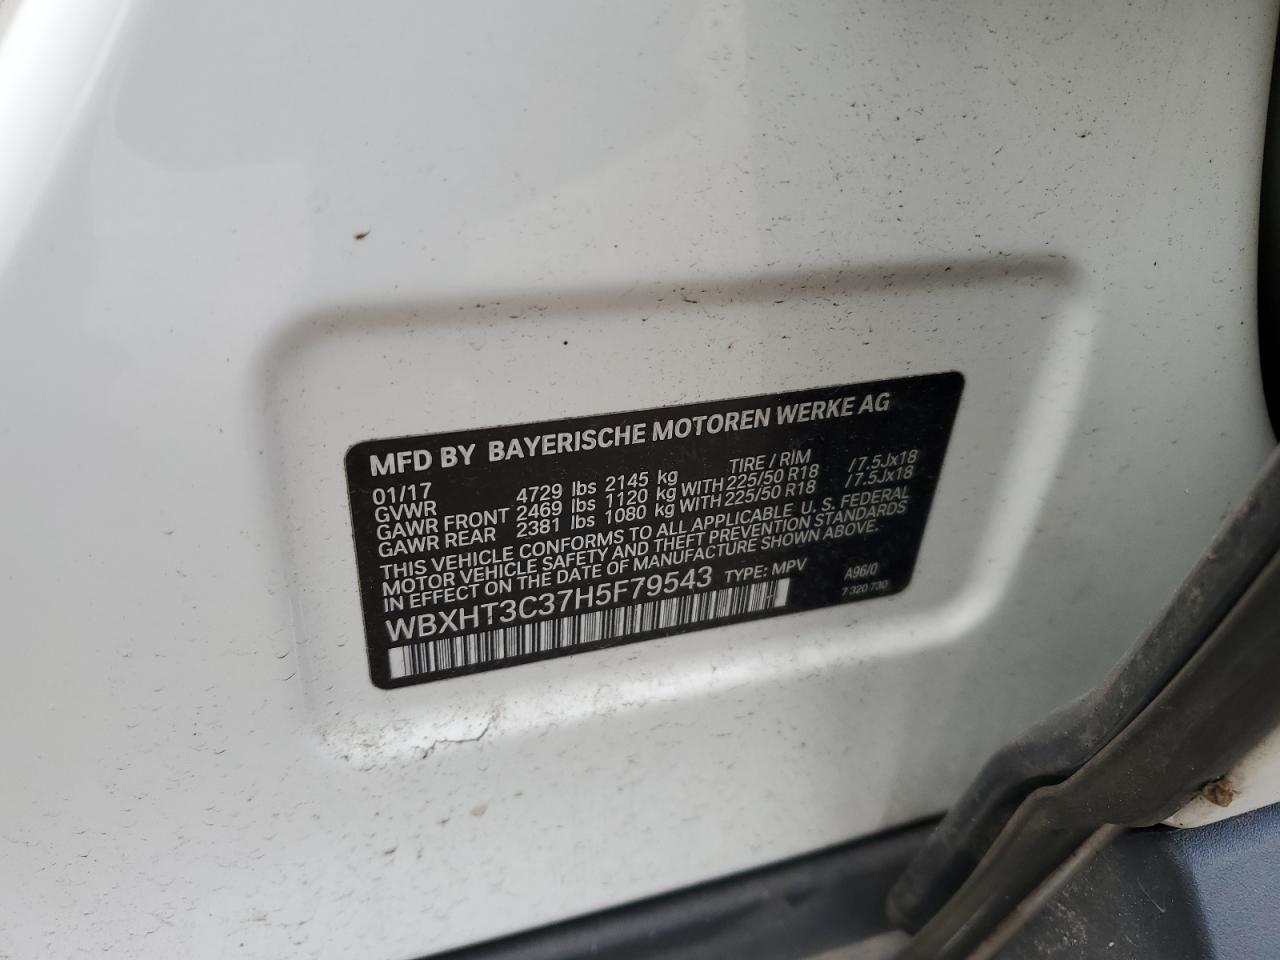 MFD BY BAYERISCHE MOTOREN WERKE AG
01/17 TIRE / RIM
GVWR 4729 lbs 2145 kg
GAWR FRONT 2469 lbs 1120 kg WITH 225/50 R18 /7.5Jx18
GAWR REAR 2381 lbs 1080 kg WITH 225/50 R18 /7.5Jx18
THIS VEHICLE CONFORMS TO ALL APPLICABLE U. S. FEDERAL
MOTOR VEHICLE SAFETY AND THEFT PREVENTION STANDARDS
IN EFFECT ON THE DATE OF MANUFACTURE SHOWN ABOVE.
WBXHT3C37H5F79543 TYPE: MPV A96/0
7 320 730